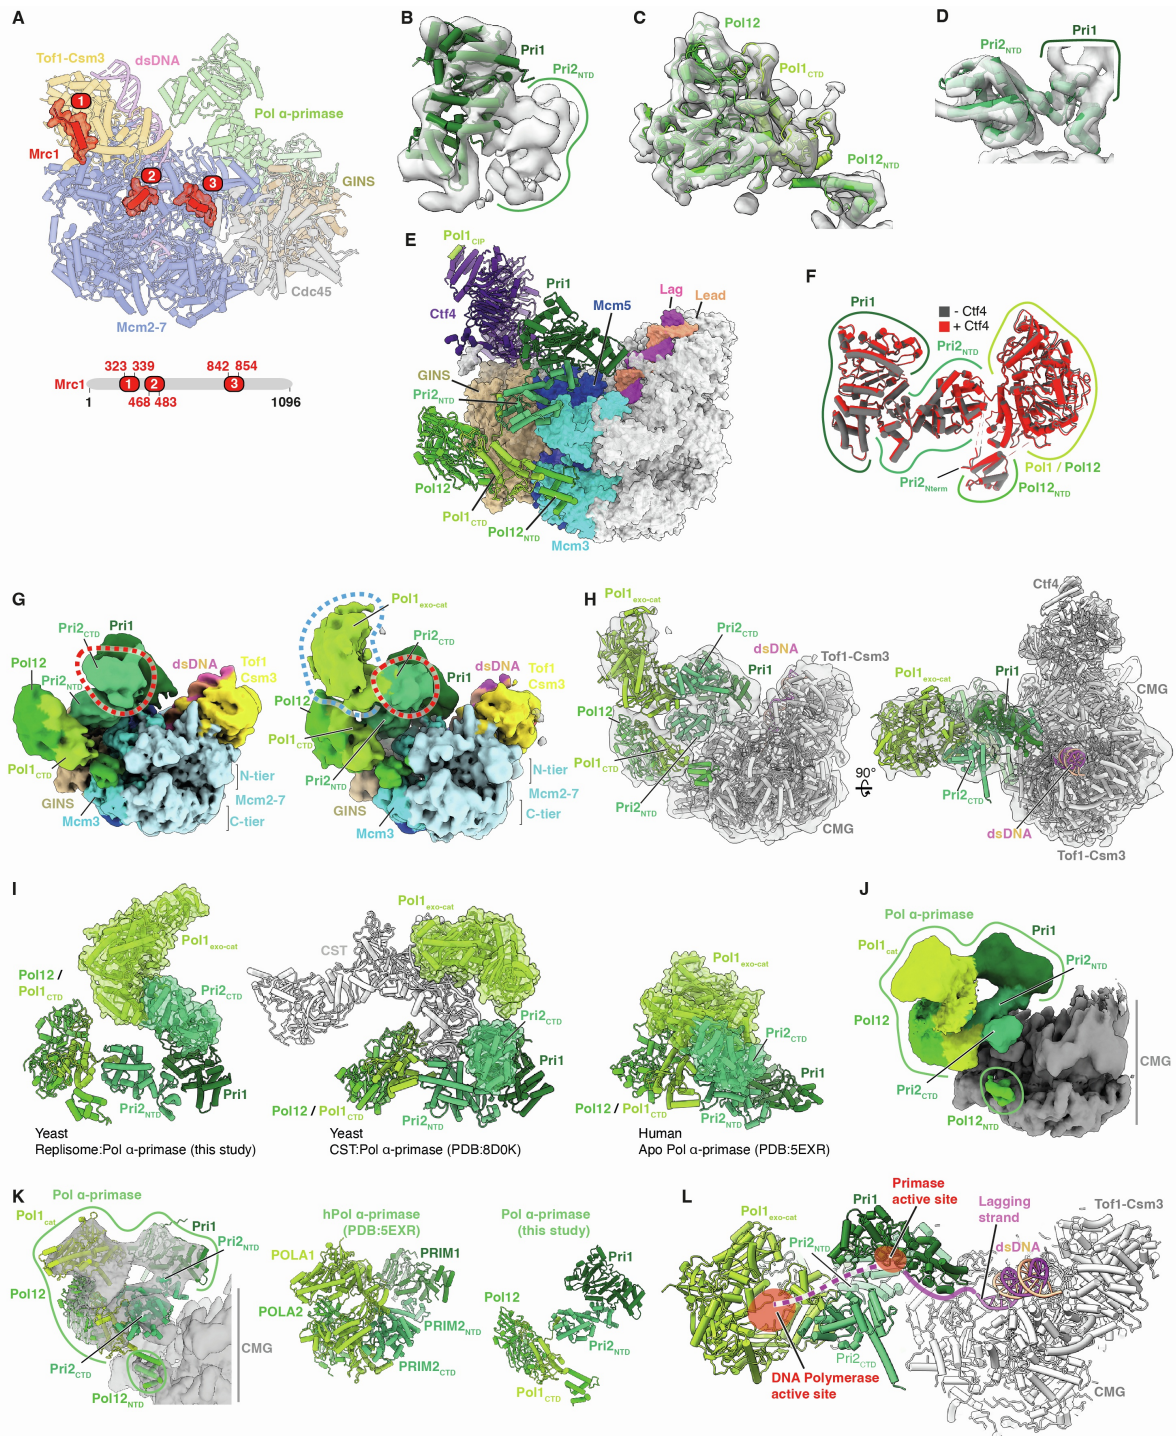 A
Tof1-Csm3
dsDNA
1
Pol α-primase
Mrc1
2
3
GINS
Cdc45
Mcm2-7
323 339
842 854
Mrc1
1
2
3
1
468 483
1096
B
Pri1
Pri2NTD
C
Pol12
Pol1CTD
Pol12NTD
D
Pri2NTD
Pri1
E
Pol1CIP
Pri1
Ctf4
Mcm5
Lag
Lead
GINS
Pri2NTD
Pol12
Pol1CTD
Pol12NTD
Mcm3
F
Pri1
- Ctf4
+ Ctf4
Pri2NTD
Pri2Nterm
Pol1 / Pol12
Pol12NTD
G
Pri2CTD
Pri1
Pol12
Pri2NTD
dsDNA
Tof1
Csm3
Pol1CTD
GINS
Mcm3
N-tier
Mcm2-7
C-tier
Pol1exo-cat
Pri2CTD
Pri1
dsDNA
Tof1
Csm3
Pol12
Pol1CTD
Pri2NTD
GINS
Mcm3
N-tier
Mcm2-7
C-tier
H
Pol1exo-cat
Pri2CTD
dsDNA
Pri1
Tof1-Csm3
Pol12
Pol1CTD
Pri2NTD
CMG
90°
Ctf4
Pol1exo-cat
Pri1
CMG
Pri2CTD
dsDNA
Tof1-Csm3
I
Pol1exo-cat
Pol12 /
Pol1CTD
Pri2CTD
Pri1
Pri2NTD
Yeast
Replisome:Pol α-primase (this study)
Pol1exo-cat
CST
Pri2CTD
Pri1
Pol12 / Pol1CTD
Pri2NTD
Yeast
CST:Pol α-primase (PDB:8D0K)
Pol1exo-cat
Pri2CTD
Pri1
Pol12 / Pol1CTD
Pri2NTD
Human
Apo Pol α-primase (PDB:5EXR)
J
Pol α-primase
Pol1cat
Pri1
Pri2NTD
Pol12
CMG
Pri2CTD
Pol12NTD
K
Pol α-primase
Pol1cat
Pri1
Pri2NTD
Pol12
CMG
Pri2CTD
Pol12NTD
hPol α-primase
(PDB:5EXR)
POLA1
PRIM1
POLA2
PRIM2NTD
PRIM2CTD
Pol α-primase
(this study)
Pri1
Pol12
Pri2NTD
Pol1CTD
L
Primase
active site
Pol1exo-cat
Pri1
Lagging
strand
Tof1-Csm3
Pri2NTD
dsDNA
Pri2CTD
DNA Polymerase
active site
CMG